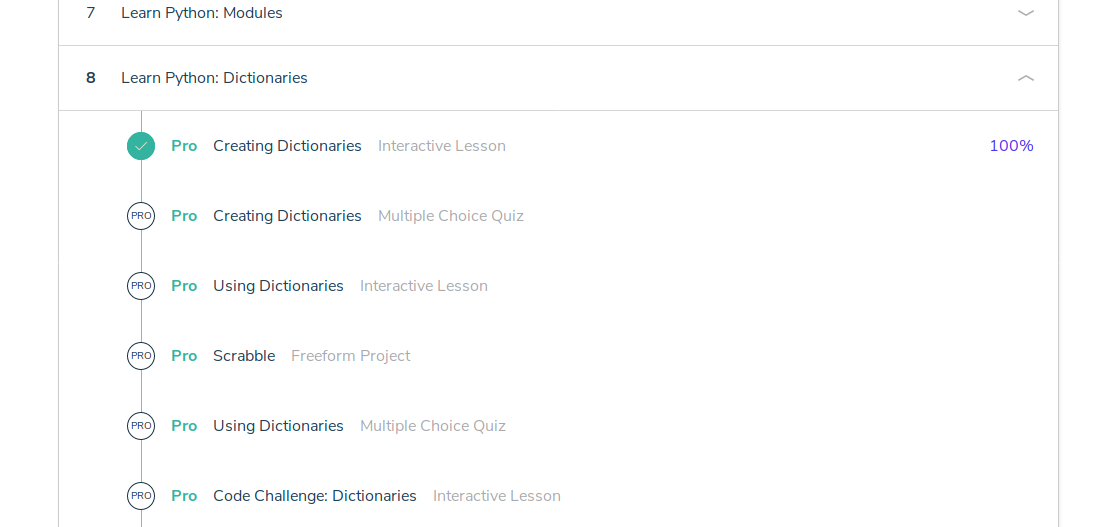 7 Learn Python: Modules
8 Learn Python: Dictionaries
Pro Creating Dictionaries Interactive Lesson 100%
PRO Pro Creating Dictionaries Multiple Choice Quiz
PRO Pro Using Dictionaries Interactive Lesson
PRO Pro Scrabble Freeform Project
PRO Pro Using Dictionaries Multiple Choice Quiz
PRO Pro Code Challenge: Dictionaries Interactive Lesson